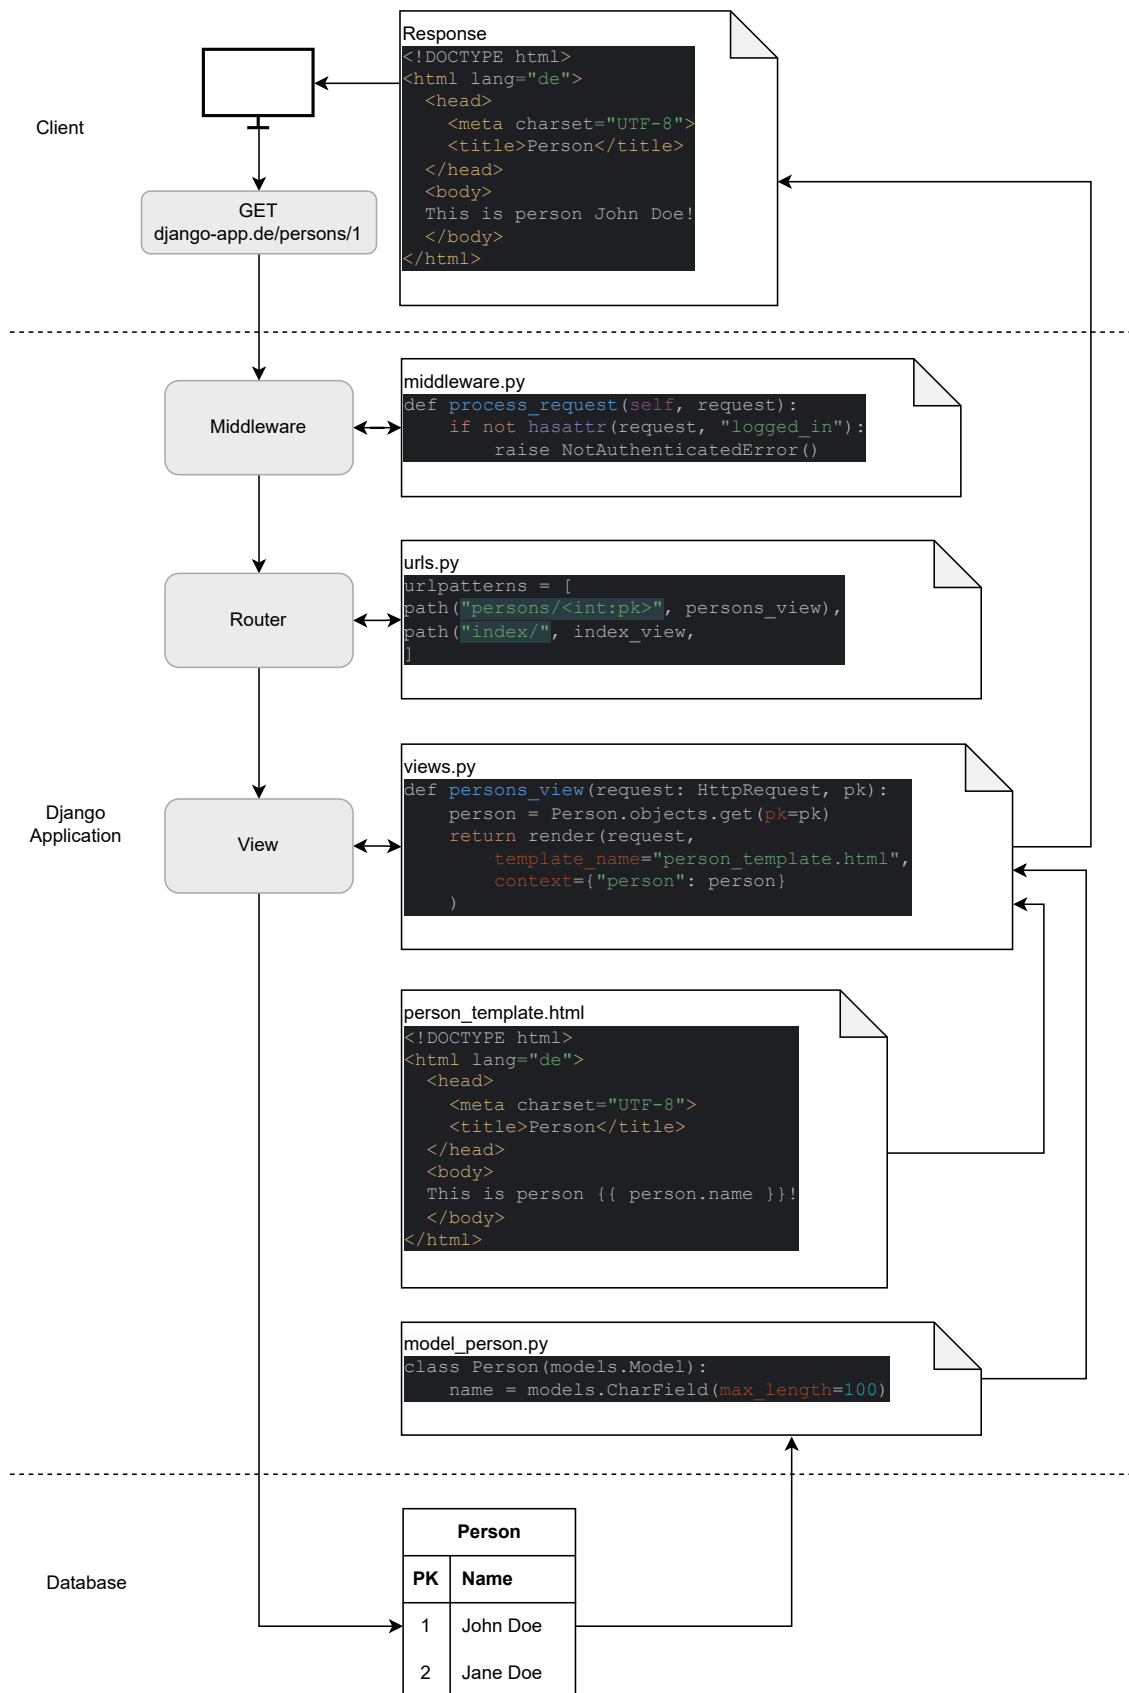 Response
<!DOCTYPE html>
<html lang="de">
  <head>
    <meta charset="UTF-8">
    <title>Person</title>
  </head>
  <body>
  This is person John Doe!
  </body>
</html>
Client
GET
django-app.de/persons/1
Middleware
middleware.py
def process_request(self, request):
    if not hasattr(request, "logged_in"):
        raise NotAuthenticatedError()
Router
urls.py
urlpatterns = [
path("persons/<int:pk>", persons_view),
path("index/", index_view,
]
Django
Application
View
views.py
def persons_view(request: HttpRequest, pk):
    person = Person.objects.get(pk=pk)
    return render(request,
        template_name="person_template.html",
        context={"person": person}
    )
person_template.html
<!DOCTYPE html>
<html lang="de">
  <head>
    <meta charset="UTF-8">
    <title>Person</title>
  </head>
  <body>
  This is person {{ person.name }}!
  </body>
</html>
model_person.py
class Person(models.Model):
    name = models.CharField(max_length=100)
Database
Person
PK Name
1 John Doe
2 Jane Doe